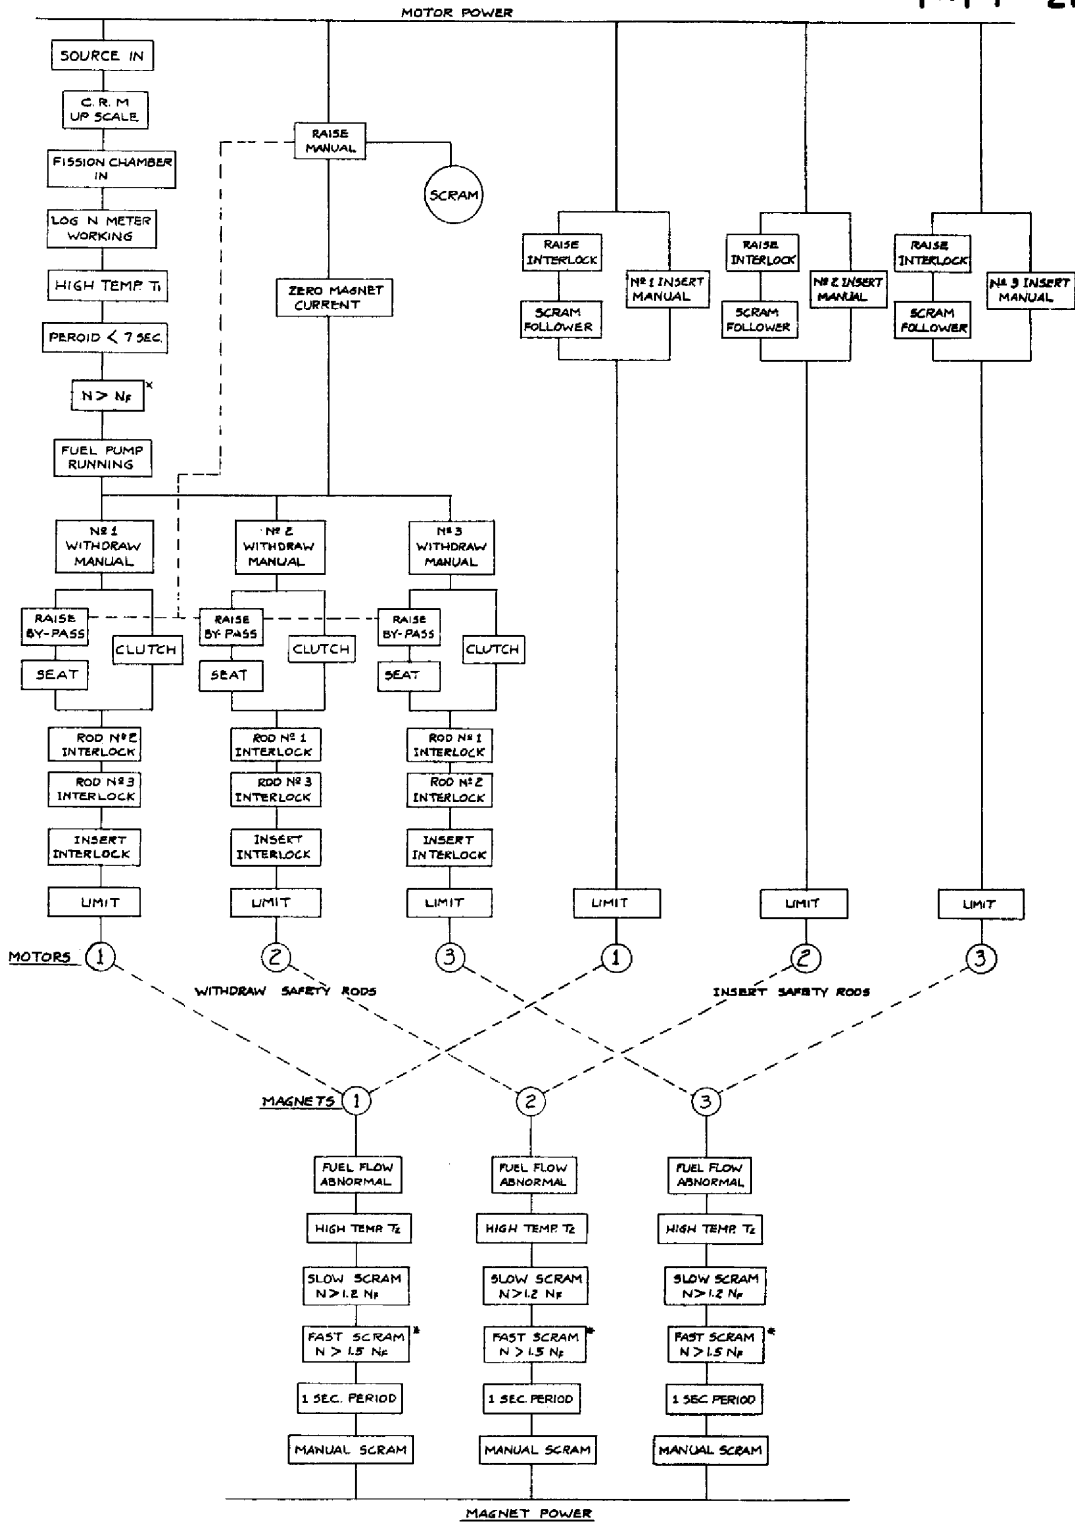 MOTOR POWER
SOURCE IN
C. R. M
UP SCALE
FISSION CHAMBER
IN
LOG N METER
WORKING
HIGH TEMP. T1
PEROID < 7 SEC.
N > NF*
FUEL PUMP
RUNNING
RAISE
MANUAL
SCRAM
ZERO MAGNET
CURRENT
RAISE
INTERLOCK
SCRAM
FOLLOWER
Nº 1 INSERT
MANUAL
RAISE
INTERLOCK
SCRAM
FOLLOWER
Nº 2 INSERT
MANUAL
RAISE
INTERLOCK
SCRAM
FOLLOWER
Nº 3 INSERT
MANUAL
Nº 1
WITHDRAW
MANUAL
Nº 2
WITHDRAW
MANUAL
Nº 3
WITHDRAW
MANUAL
RAISE
BY-PASS
CLUTCH
SEAT
RAISE
BY-PASS
CLUTCH
SEAT
RAISE
BY-PASS
CLUTCH
SEAT
ROD Nº 2
INTERLOCK
ROD Nº 3
INTERLOCK
INSERT
INTERLOCK
LIMIT
ROD Nº 1
INTERLOCK
ROD Nº 3
INTERLOCK
INSERT
INTERLOCK
LIMIT
ROD Nº 1
INTERLOCK
ROD Nº 2
INTERLOCK
INSERT
INTERLOCK
LIMIT
LIMIT
LIMIT
LIMIT
MOTORS 1 2 3 1 2 3
WITHDRAW SAFETY RODS
INSERT SAFETY RODS
MAGNETS 1 2 3
FUEL FLOW
ABNORMAL
HIGH TEMP. T2
SLOW SCRAM
N > 1.2 NF
FAST SCRAM*
N > 1.5 NF
1 SEC. PERIOD
MANUAL SCRAM
FUEL FLOW
ABNORMAL
HIGH TEMP. T2
SLOW SCRAM
N > 1.2 NF
FAST SCRAM*
N > 1.5 NF
1 SEC. PERIOD
MANUAL SCRAM
FUEL FLOW
ABNORMAL
HIGH TEMP. T2
SLOW SCRAM
N > 1.2 NF
FAST SCRAM*
N > 1.5 NF
1 SEC PERIOD
MANUAL SCRAM
MAGNET POWER